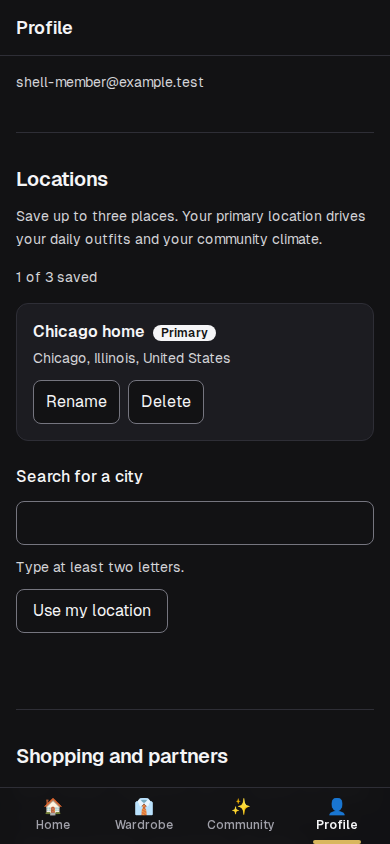 Profile
shell-member@example.test
Locations
Save up to three places. Your primary location drives
your daily outfits and your community climate.
1 of 3 saved
Chicago home Primary
Chicago, Illinois, United States
Rename Delete
Search for a city
Type at least two letters.
Use my location
Shopping and partners
Home Wardrobe Community Profile